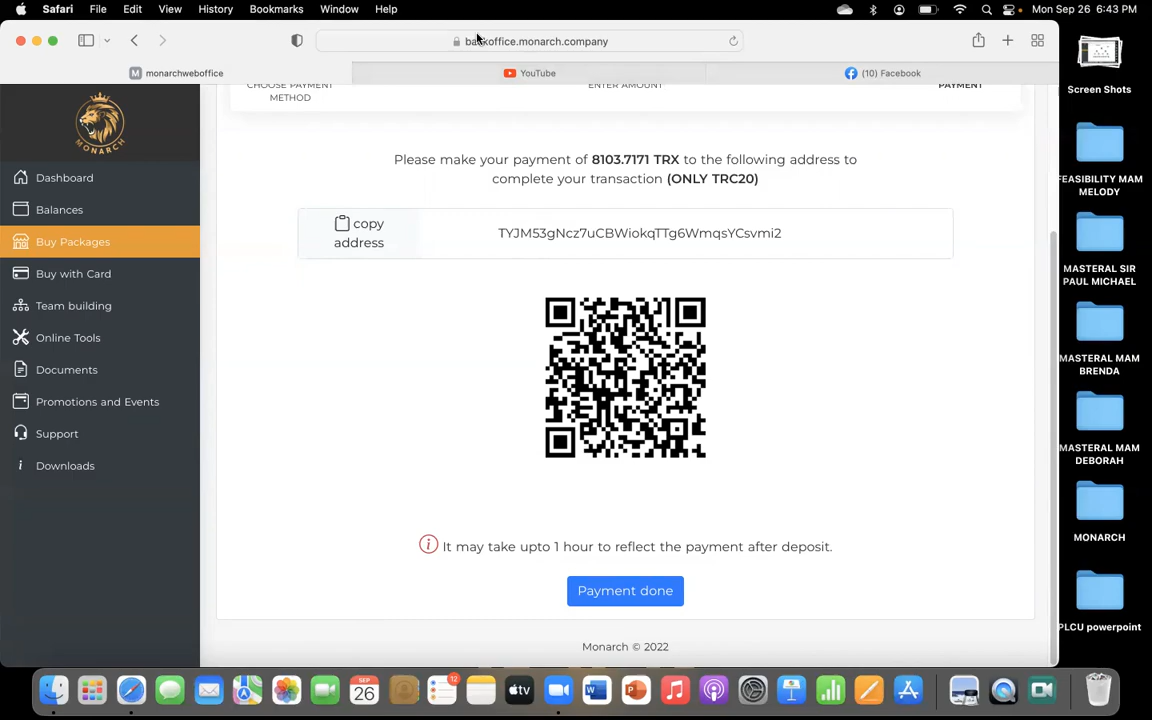 Safari File Edit View History Bookmarks Window Help Mon Sep 26 6:43 PM
backoffice.monarch.company
M monarchweboffice
YouTube
(10) Facebook
MONARCH
Dashboard
Balances
Buy Packages
Buy with Card
Team building
Online Tools
Documents
Promotions and Events
Support
Downloads
CHOOSE PAYMENT
METHOD
ENTER AMOUNT
PAYMENT
Please make your payment of 8103.7171 TRX to the following address to
complete your transaction (ONLY TRC20)
copy
address
TYJM53gNcz7uCBWiokqTTg6WmqsYCsvmi2
It may take upto 1 hour to reflect the payment after deposit.
Payment done
Monarch © 2022
Screen Shots
FEASIBILITY MAM
MELODY
MASTERAL SIR
PAUL MICHAEL
MASTERAL MAM
BRENDA
MASTERAL MAM
DEBORAH
MONARCH
PLCU powerpoint
SEP
26
12
tv